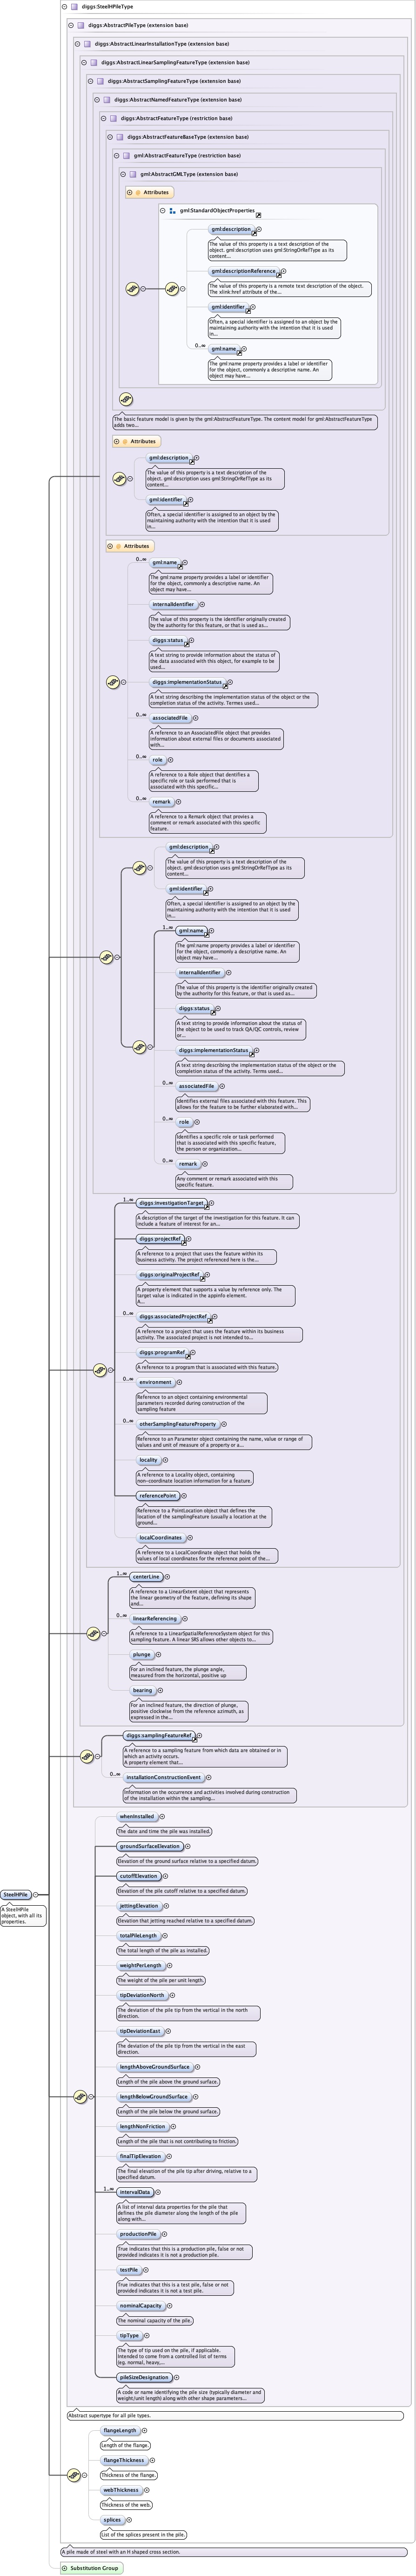 diggs:SteelHPileType
diggs:AbstractPileType (extension base)
diggs:AbstractLinearInstallationType (extension base)
diggs:AbstractLinearSamplingFeatureType (extension base)
diggs:AbstractSamplingFeatureType (extension base)
diggs:AbstractNamedFeatureType (extension base)
diggs:AbstractFeatureType (restriction base)
diggs:AbstractFeatureBaseType (extension base)
gml:AbstractFeatureType (restriction base)
gml:AbstractGMLType (extension base)
Attributes
gml:StandardObjectProperties
gml:description
The value of this property is a text description of the
object. gml:description uses gml:StringOrRefType as its
content...
gml:descriptionReference
The value of this property is a remote text description of the object.
The xlink:href attribute of the...
gml:identifier
Often, a special identifier is assigned to an object by the
maintaining authority with the intention that it is used
in...
0..∞
gml:name
The gml:name property provides a label or identifier
for the object, commonly a descriptive name. An
object may have...
The basic feature model is given by the gml:AbstractFeatureType. The content model for gml:AbstractFeatureType
adds two...
Attributes
gml:description
The value of this property is a text description of the
object. gml:description uses gml:StringOrRefType as its
content...
gml:identifier
Often, a special identifier is assigned to an object by the
maintaining authority with the intention that it is used
in...
Attributes
0..∞
gml:name
The gml:name property provides a label or identifier
for the object, commonly a descriptive name. An
object may have...
internalIdentifier
The value of this property is the identifier originally created
by the authority for this feature, or that is used as...
diggs:status
A text string to provide information about the status of
the data associated with this object, for example to be
used...
diggs:implementationStatus
A text string describing the implementation status of the object or the
completion status of the activity. Termes used...
0..∞
associatedFile
A reference to an AssociatedFile object that provides
information about external files or documents associated
with...
0..∞
role
A reference to a Role object that dentifies a
specific role or task performed that is
associated with this specific...
0..∞
remark
A reference to a Remark object that provies a
comment or remark associated with this specific
feature.
gml:description
The value of this property is a text description of the
object. gml:description uses gml:StringOrRefType as its
content...
gml:identifier
Often, a special identifier is assigned to an object by the
maintaining authority with the intention that it is used
in...
1..∞
gml:name
The gml:name property provides a label or identifier
for the object, commonly a descriptive name. An
object may have...
internalIdentifier
The value of this property is the identifier originally created
by the authority for this feature, or that is used as...
diggs:status
A text string to provide information about the status
of the object to be used to track QA/QC controls, review
or...
diggs:implementationStatus
A text string describing the implementation status of the object or the
completion status of the activity. Terms used...
0..∞
associatedFile
Identifies external files associated with this feature. This
allows for the feature to be further elaborated with...
0..∞
role
Identifies a specific role or task performed
that is associated with this specific feature,
the person or organization...
0..∞
remark
Any comment or remark associated with this
specific feature.
1..∞
diggs:investigationTarget
A description of the target of the investigation for this feature. It can
include a feature of interest for an...
diggs:projectRef
A reference to a project that uses the feature within its
business activity. The project referenced here is the...
diggs:originalProjectRef
A property element that supports a value by reference only. The
target value is indicated in the appinfo element.
A...
0..∞
diggs:associatedProjectRef
A reference to a project that uses the feature within its business
activity. The associated project is not intended to...
diggs:programRef
A reference to a program that is associated with this feature.
0..∞
environment
Reference to an object containing environmental
parameters recorded during construction of the
sampling feature
0..∞
otherSamplingFeatureProperty
Reference to an Parameter object containing the name, value or range of
values and unit of measure of a property or a...
locality
A reference to a Locality object, containing
non-coordinate location information for a feature.
referencePoint
Reference to a PointLocation object that defines the
location of the samplingFeature (usually a location at the
ground...
localCoordinates
A reference to a LocalCoordinate object that holds the
values of local coordinates for the reference point of the...
1..∞
centerLine
A reference to a LinearExtent object that represents
the linear geometry of the feature, defining its shape
and...
0..∞
linearReferencing
A reference to a LinearSpatialReferenceSystem object for this
sampling feature. A linear SRS allows other objects to...
plunge
For an inclined feature, the plunge angle,
measured from the horizontal, positive up
bearing
For an inclined feature, the direction of plunge,
positive clockwise from the reference azimuth, as
expressed in the...
diggs:samplingFeatureRef
A reference to a sampling feature from which data are obtained or in
which an activity occurs.
A property element that...
0..∞
installationConstructionEvent
Information on the occurrence and activities involved during construction
of the installation within the sampling...
whenInstalled
The date and time the pile was installed.
groundSurfaceElevation
Elevation of the ground surface relative to a specified datum.
SteelHPile
A SteelHPile
object, with all its
properties.
cutoffElevation
Elevation of the pile cutoff relative to a specified datum.
jettingElevation
Elevation that jetting reached relative to a specified datum.
totalPileLength
The total length of the pile as installed.
weightPerLength
The weight of the pile per unit length.
tipDeviationNorth
The deviation of the pile tip from the vertical in the north
direction.
tipDeviationEast
The deviation of the pile tip from the vertical in the east
direction.
lengthAboveGroundSurface
Length of the pile above the ground surface.
lengthBelowGroundSurface
Length of the pile below the ground surface.
lengthNonFriction
Length of the pile that is not contributing to friction.
finalTipElevation
The final elevation of the pile tip after driving, relative to a
specified datum.
1..∞
intervalData
A list of interval data properties for the pile that
defines the pile diameter along the length of the pile
along with...
productionPile
True indicates that this is a production pile, false or not
provided indicates it is not a production pile.
testPile
True indicates that this is a test pile, false or not
provided indicates it is not a test pile.
nominalCapacity
The nominal capacity of the pile.
tipType
The type of tip used on the pile, if applicable.
Intended to come from a controlled list of terms
(eg. normal, heavy,...
pileSizeDesignation
A code or name identifying the pile size (typically diameter and
weight/unit length) along with other shape parameters...
Abstract supertype for all pile types.
flangeLength
Length of the flange.
flangeThickness
Thickness of the flange.
webThickness
Thickness of the web.
splices
List of the splices present in the pile.
A pile made of steel with an H shaped cross section.
Substitution Group